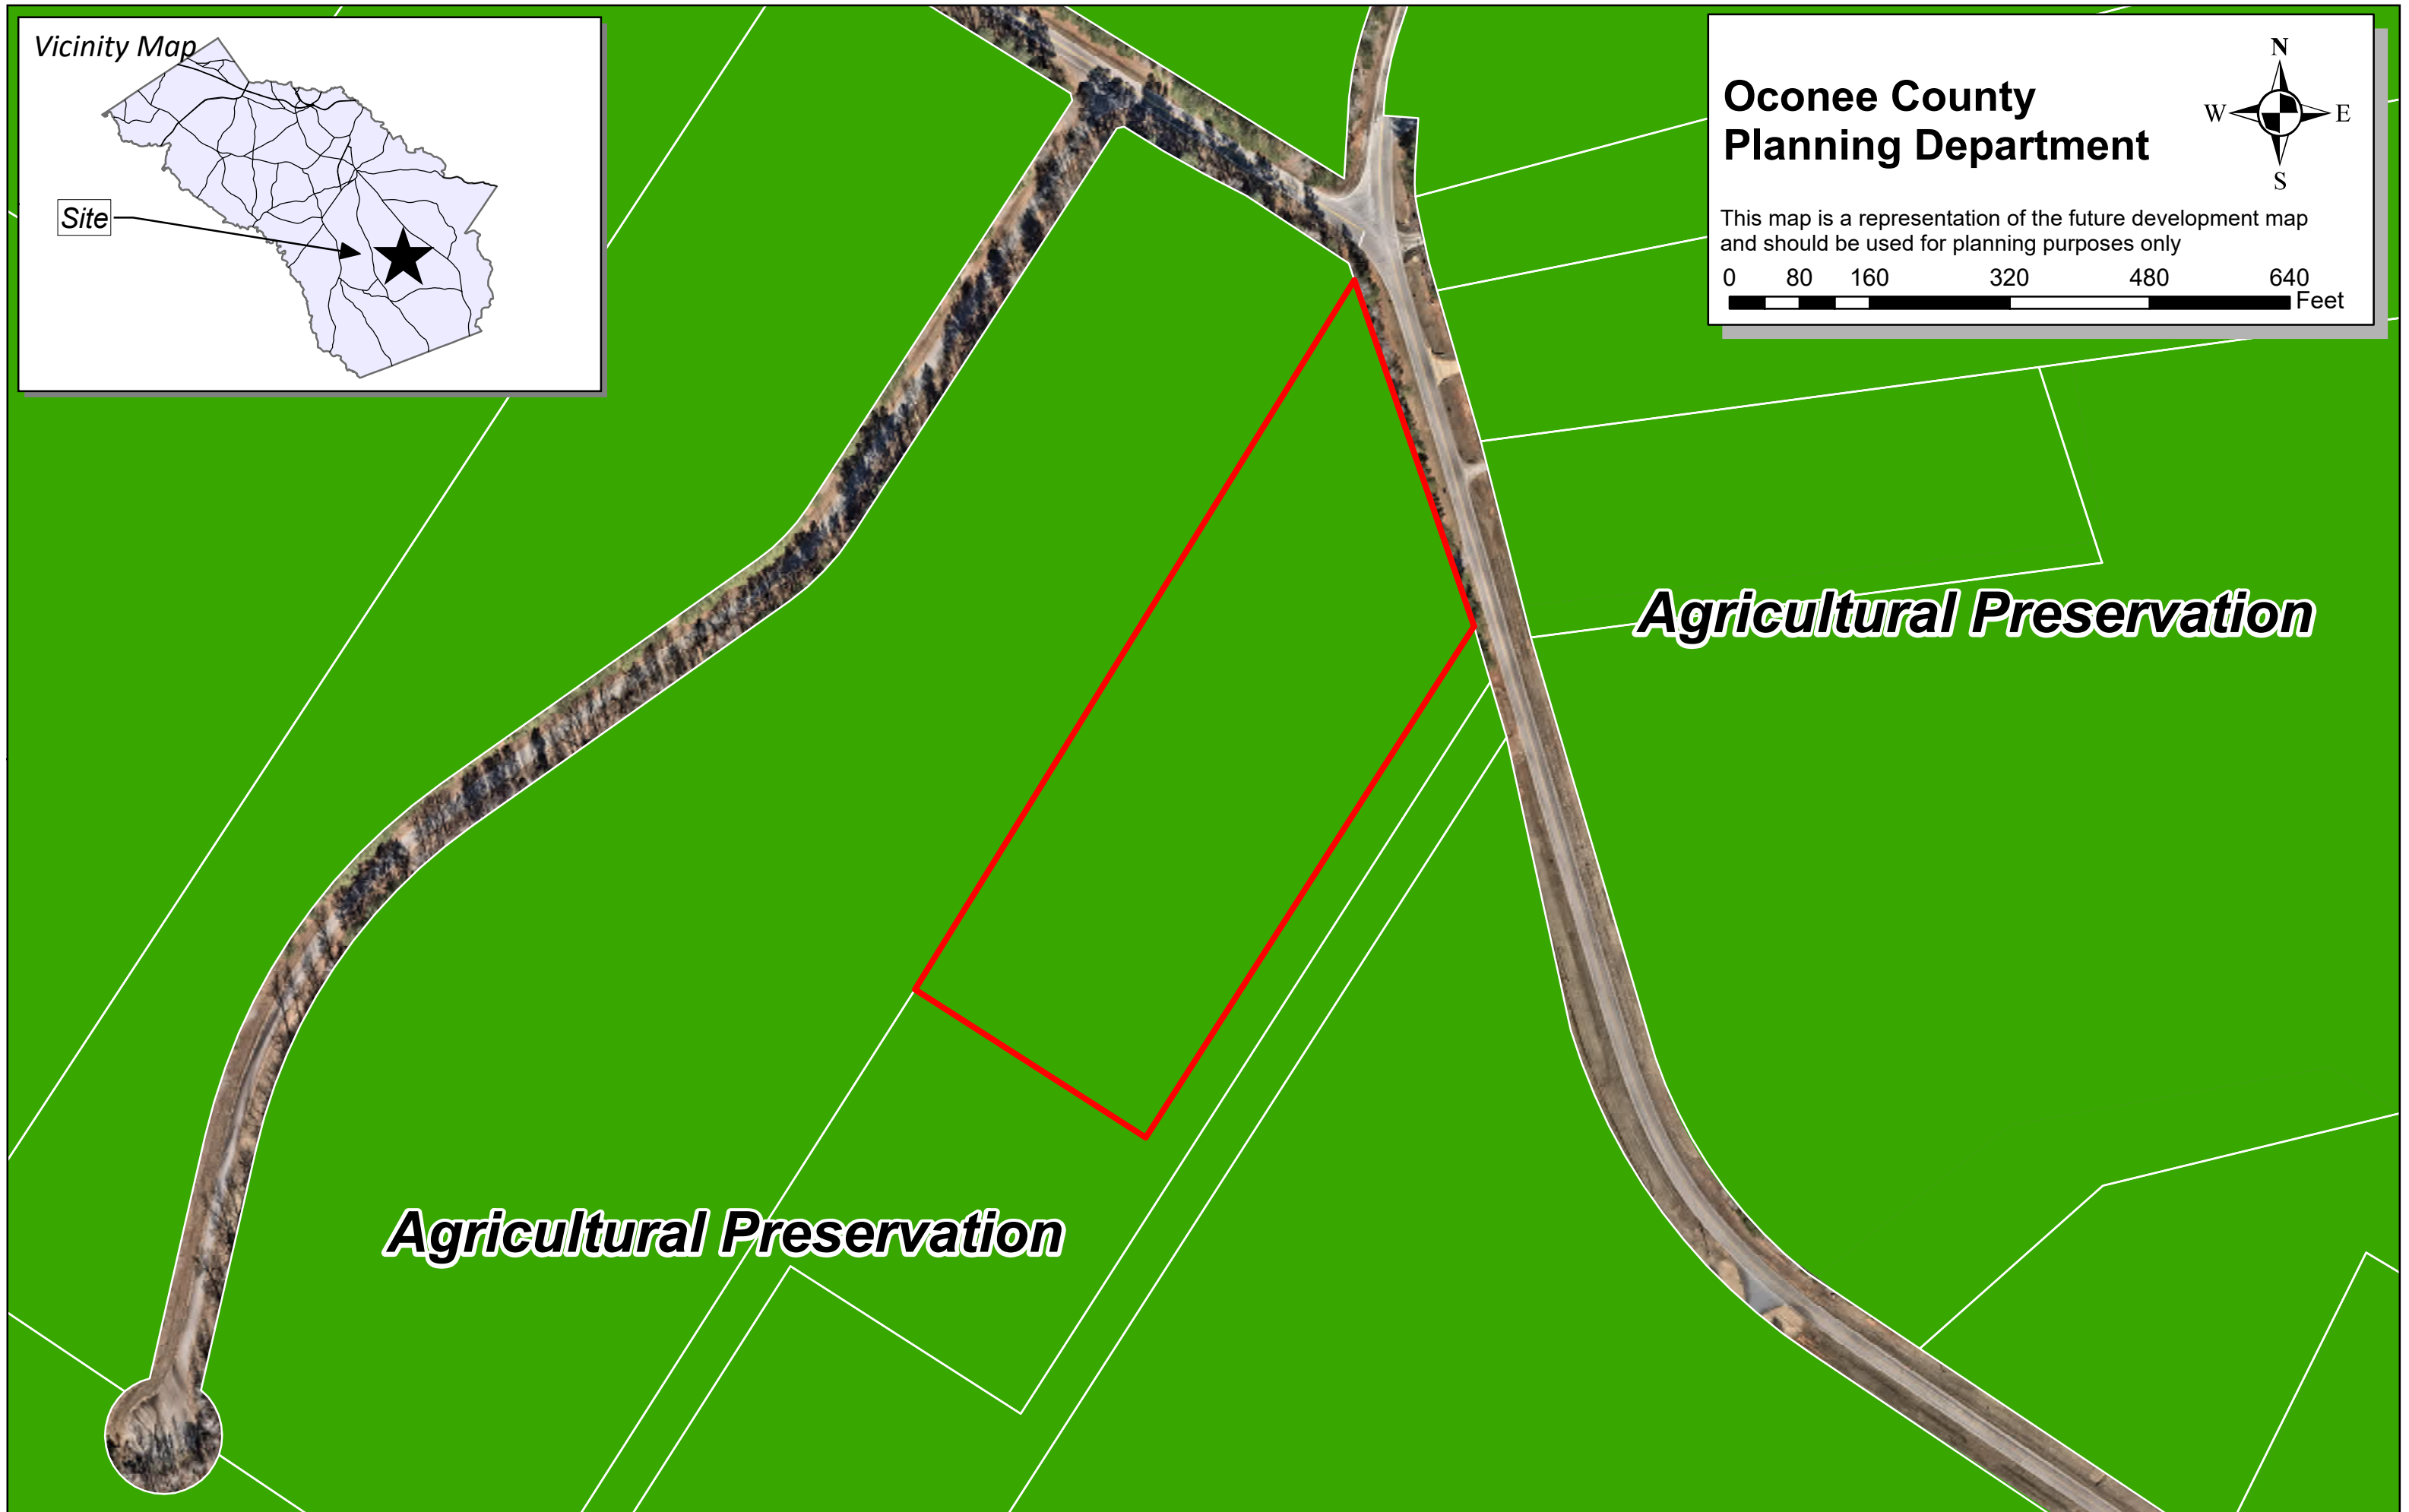 Vicinity Map
Site
Oconee County
Planning Department
N
W E
S
This map is a representation of the future development map
and should be used for planning purposes only
0 80 160 320 480 640
Feet
Agricultural Preservation
Agricultural Preservation